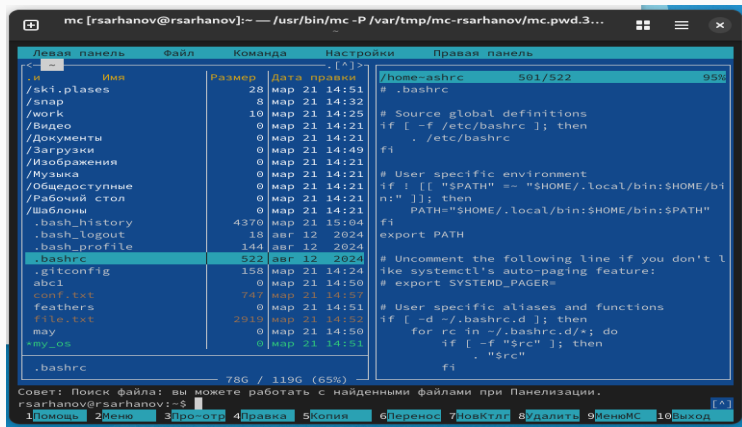 mc [rsarhanov@rsarhanov]:~ — /usr/bin/mc -P /var/tmp/mc-rsarhanov/mc.pwd.3...
~
Левая панель Файл Команда Настройки Правая панель
<— ~ .[^]>
.и Имя Размер Дата правки
/ski.plases 28 мар 21 14:51
/snap 8 мар 21 14:32
/work 10 мар 21 14:25
/Видео 0 мар 21 14:21
/Документы 0 мар 21 14:21
/Загрузки 0 мар 21 14:49
/Изображения 0 мар 21 14:21
/Музыка 0 мар 21 14:21
/Общедоступные 0 мар 21 14:21
/Рабочий стол 0 мар 21 14:21
/Шаблоны 0 мар 21 14:21
.bash_history 4370 мар 21 15:04
.bash_logout 18 авг 12 2024
.bash_profile 144 авг 12 2024
.bashrc 522 авг 12 2024
.gitconfig 158 мар 21 14:24
abc1 0 мар 21 14:50
conf.txt 747 мар 21 14:57
feathers 0 мар 21 14:51
file.txt 2919 мар 21 14:52
may 0 мар 21 14:50
*my_os 0 мар 21 14:51
.bashrc
78G / 119G (65%)
/home~ashrc 501/522 95%
# .bashrc
# Source global definitions
if [ -f /etc/bashrc ]; then
. /etc/bashrc
fi
# User specific environment
if ! [[ "$PATH" =~ "$HOME/.local/bin:$HOME/bi
n:" ]]; then
PATH="$HOME/.local/bin:$HOME/bin:$PATH"
fi
export PATH
# Uncomment the following line if you don't l
ike systemctl's auto-paging feature:
# export SYSTEMD_PAGER=
# User specific aliases and functions
if [ -d ~/.bashrc.d ]; then
for rc in ~/.bashrc.d/*; do
if [ -f "$rc" ]; then
. "$rc"
fi
Совет: Поиск файла: вы можете работать с найденными файлами при Панелизации.
rsarhanov@rsarhanov:~$ [^]
1Помощь 2Меню 3Про~отр 4Правка 5Копия 6Перенос 7НовКтлг 8Удалить 9МенюМС 10Выход